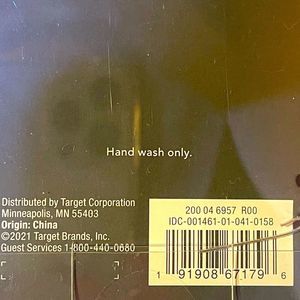 Hand wash only.
Distributed by Target Corporation
Minneapolis, MN 55403
Origin: China
©2021 Target Brands, Inc.
Guest Services 1-800-440-0680
200 04 6957 R00
IDC-001461-01-041-0158
1 91908 67179 6